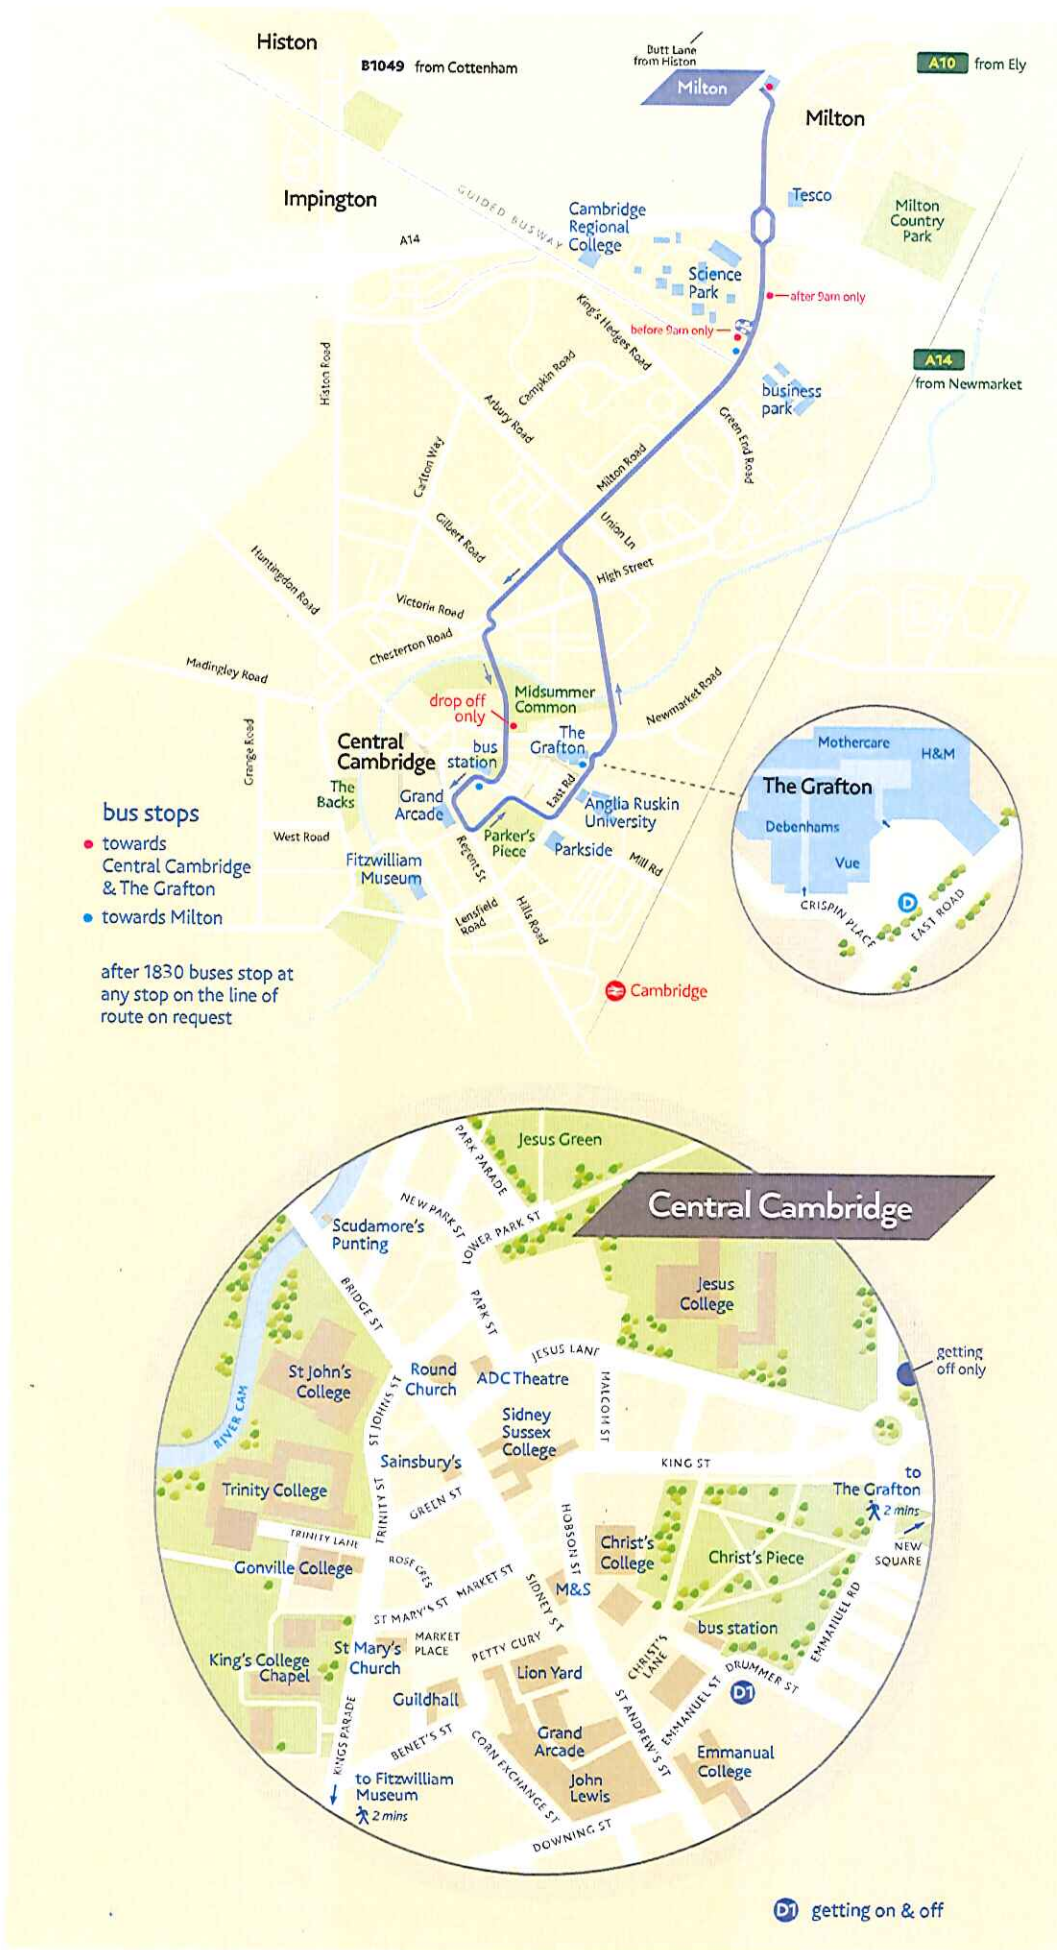 Histon
B1049 from Cottenham
Butt Lane
from Histon
Milton
A10 from Ely
Milton
Impington
GUIDED BUSWAY
A14
Cambridge
Regional
College
Tesco
Milton
Country
Park
Science
Park
after 9am only
before 9am only
King's Hedges Road
Campkin Road
Arbury Road
Histon Road
business
park
A14
from Newmarket
Green End Road
Milton Road
Carlton Way
Gilbert Road
Union Ln
High Street
Huntingdon Road
Victoria Road
Chesterton Road
Madingley Road
Grange Road
Midsummer
Common
drop off
only
Newmarket Road
The
Grafton
bus
station
Central
Cambridge
The
Backs
Grand
Arcade
East Rd
Anglia Ruskin
University
Parker's
Piece
Parkside
Mill Rd
West Road
Fitzwilliam
Museum
Regent St
Lensfield
Road
Hills Road
Cambridge
Mothercare
H&M
The Grafton
Debenhams
Vue
CRISPIN PLACE
D
EAST ROAD
bus stops
towards
Central Cambridge
& The Grafton
towards Milton
after 1830 buses stop at
any stop on the line of
route on request
Central Cambridge
Jesus Green
PARK PARADE
NEW PARK ST
LOWER PARK ST
Scudamore's
Punting
BRIDGE ST
PARK ST
Jesus
College
getting
off only
JESUS LANE
Round
Church
ADC Theatre
MALCOM ST
St John's
College
ST JOHNS ST
RIVER CAM
Sidney
Sussex
College
Sainsbury's
KING ST
to
The Grafton
2 mins
NEW
SQUARE
Trinity College
TRINITY ST
GREEN ST
TRINITY LANE
HOBSON ST
Christ's
College
Christ's Piece
Gonville College
ROSE CRES
MARKET ST
SIDNEY ST
M&S
ST MARY'S ST
EMMANUEL RD
bus station
King's College
Chapel
St Mary's
Church
MARKET
PLACE
PETTY CURY
Lion Yard
CHRIST'S
LANE
DRUMMER ST
D1
EMMANUEL ST
Guildhall
KINGS PARADE
BENET'S ST
CORN EXCHANGE ST
Grand
Arcade
ST ANDREW'S ST
Emmanual
College
to Fitzwilliam
Museum
2 mins
John
Lewis
DOWNING ST
D1 getting on & off